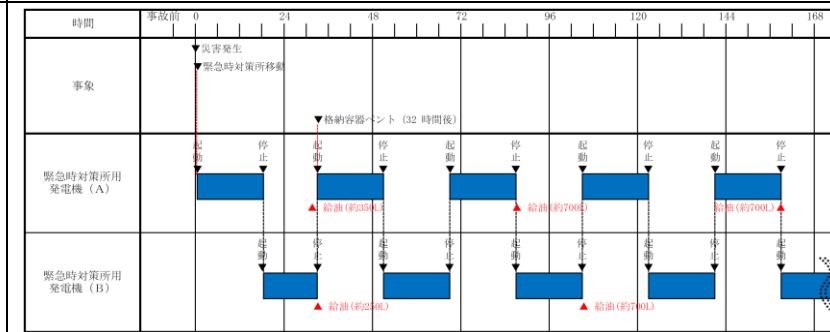 時間 事故前 0 24 48 72 96 120 144 168
事象
▼災害発生
▼緊急時対策所移動
▼格納容器ベント（32 時間後）
緊急時対策所用
発電機（A）
起動 停止 起動 停止 起動 停止 起動 停止 起動 停止
▲ 給油(約350L) ▲ 給油(約700L) 給油(約700L) ▲
緊急時対策所用
発電機（B）
起動 停止 起動 停止 起動 停止 起動 停止 起動
▲ 給油(約250L) ▲ 給油(約700L)